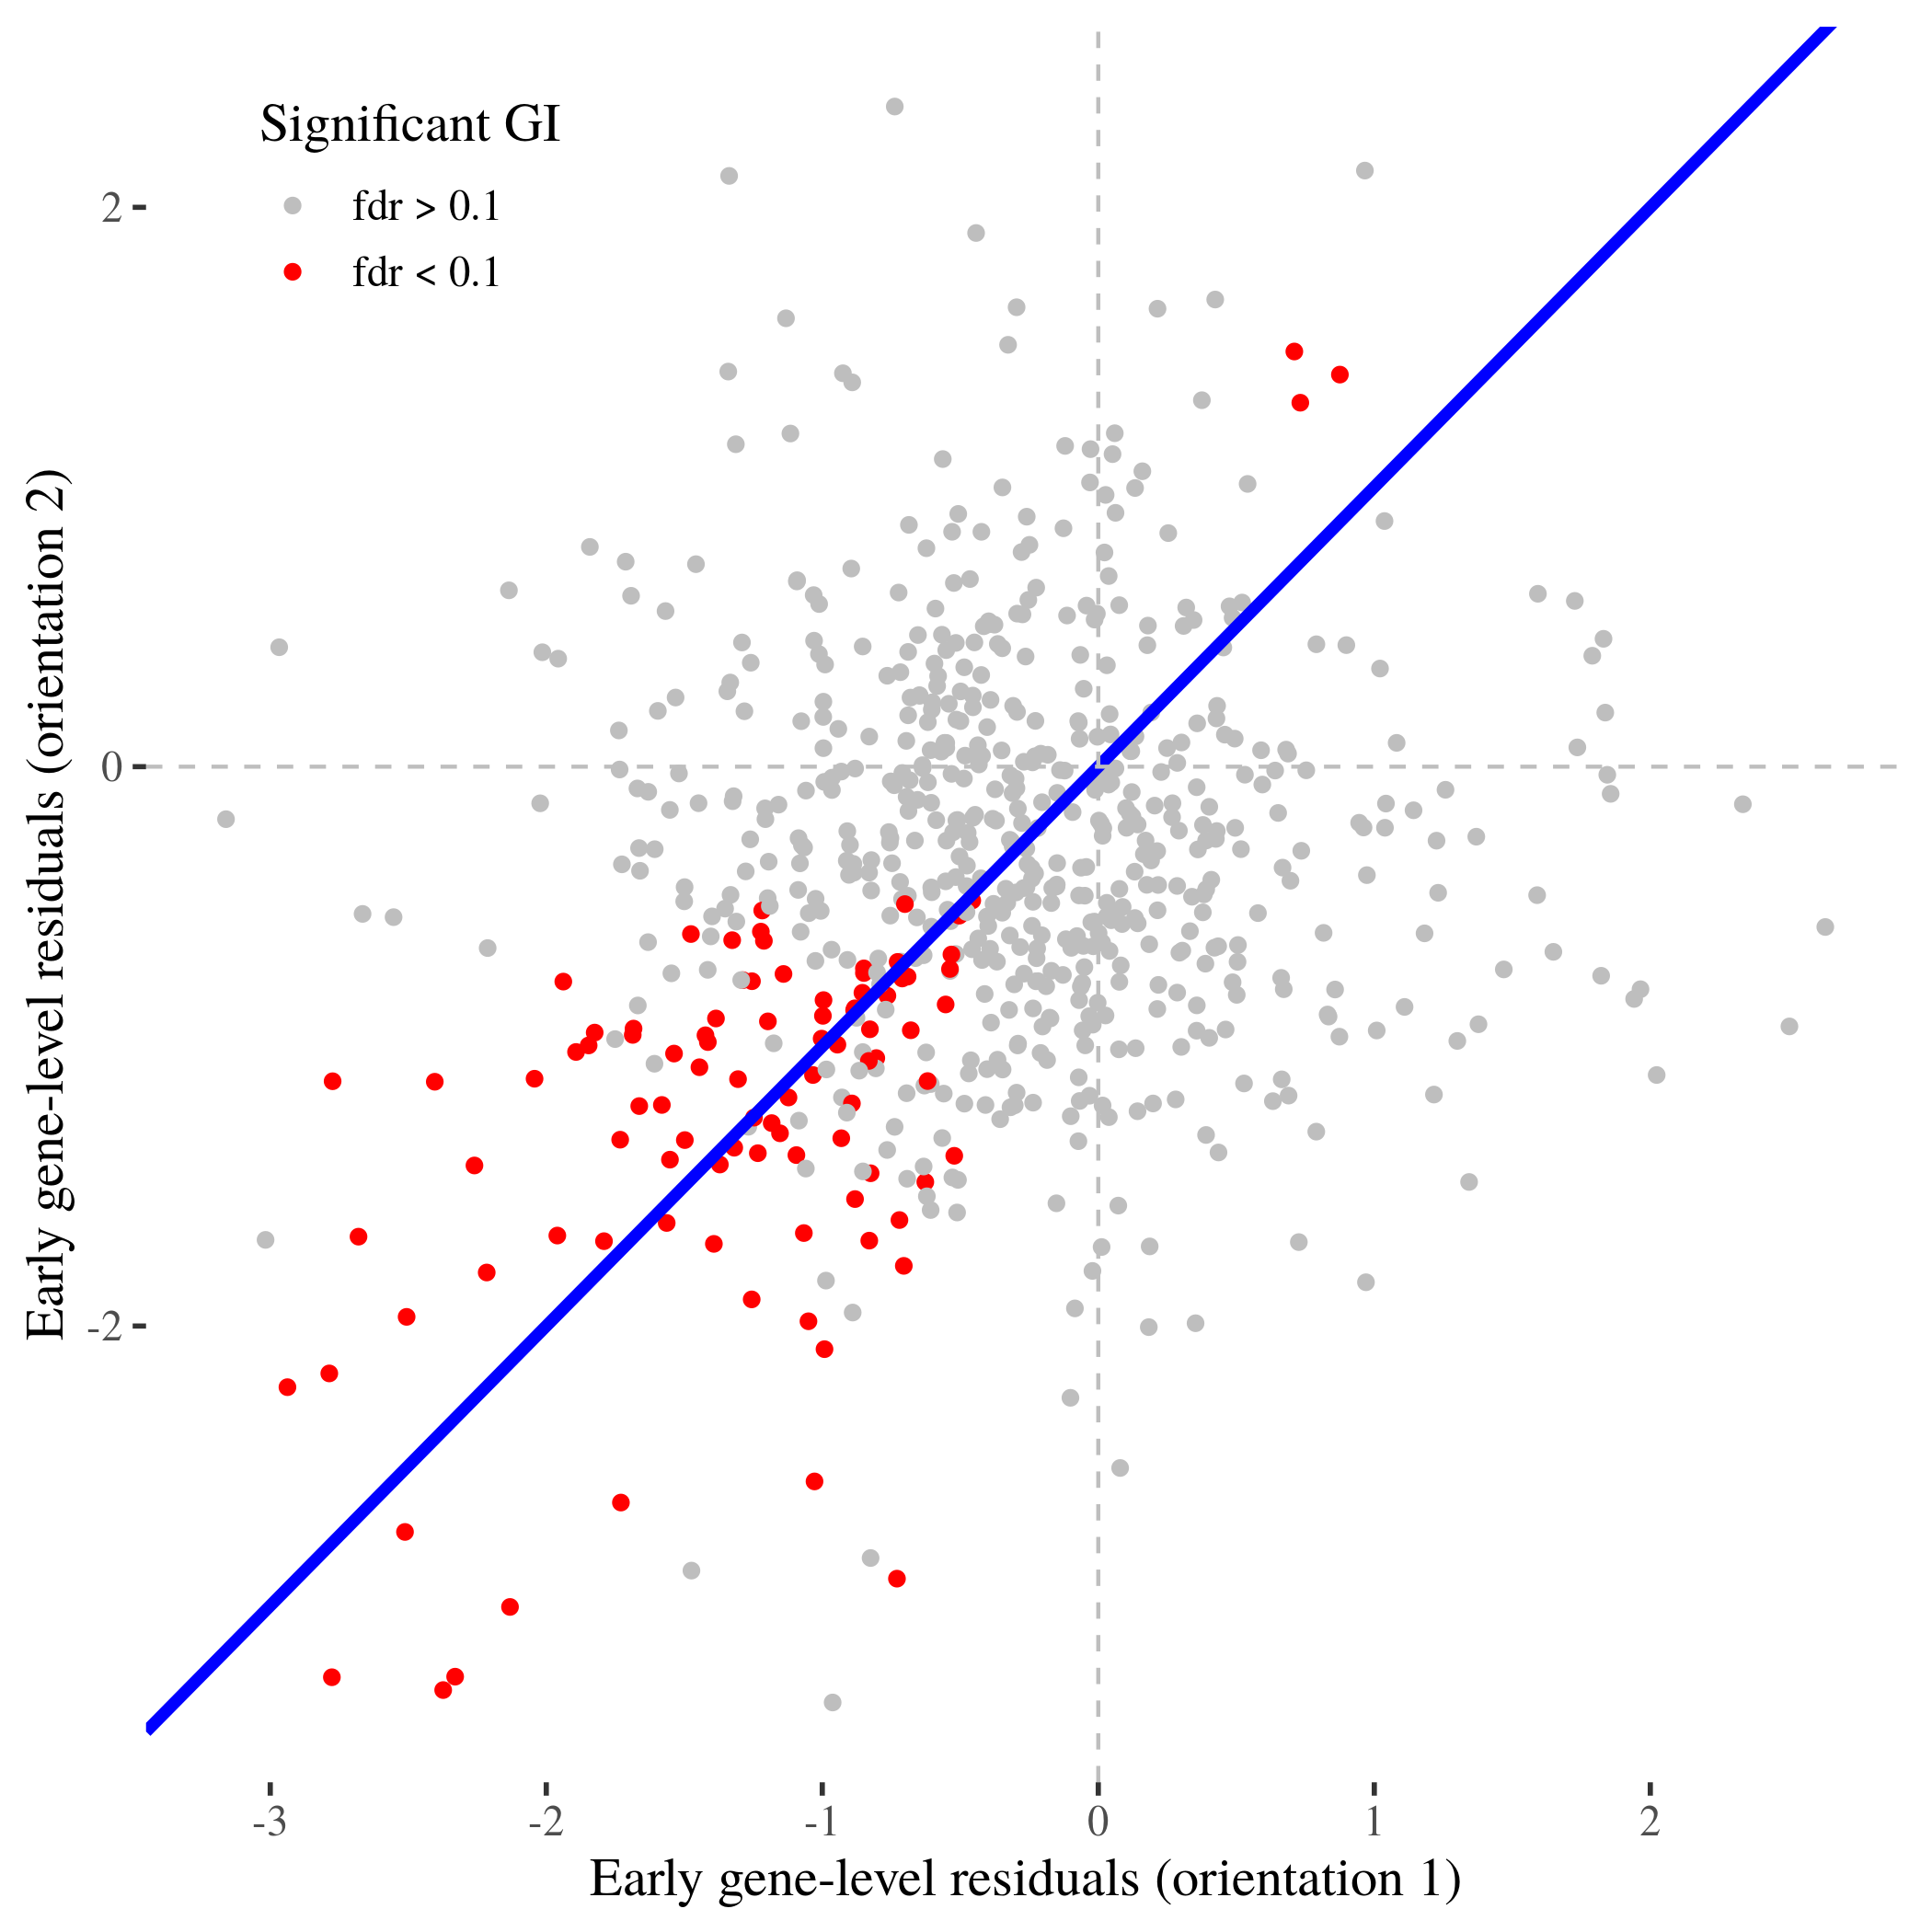 Significant GI
fdr > 0.1
fdr < 0.1
2
0
-2
Early gene-level residuals (orientation 2)
-3
-2
-1
0
1
2
Early gene-level residuals (orientation 1)